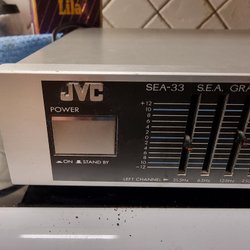 Lila
JVC
SEA-33 S.E.A. GRA
POWER
+12
10
8
6
4
2
0
2
4
6
8
10
-12
ON STAND BY
LEFT CHANNEL